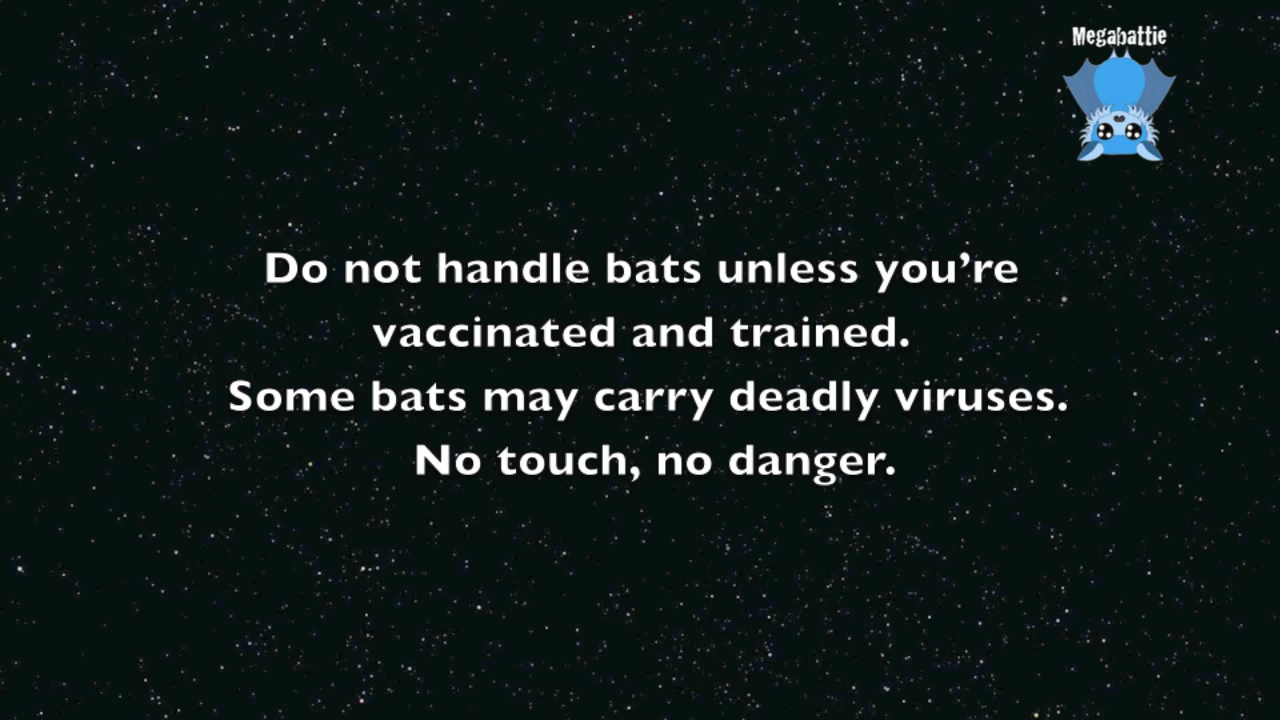 Megabattie
Do not handle bats unless you’re
vaccinated and trained.
Some bats may carry deadly viruses.
No touch, no danger.